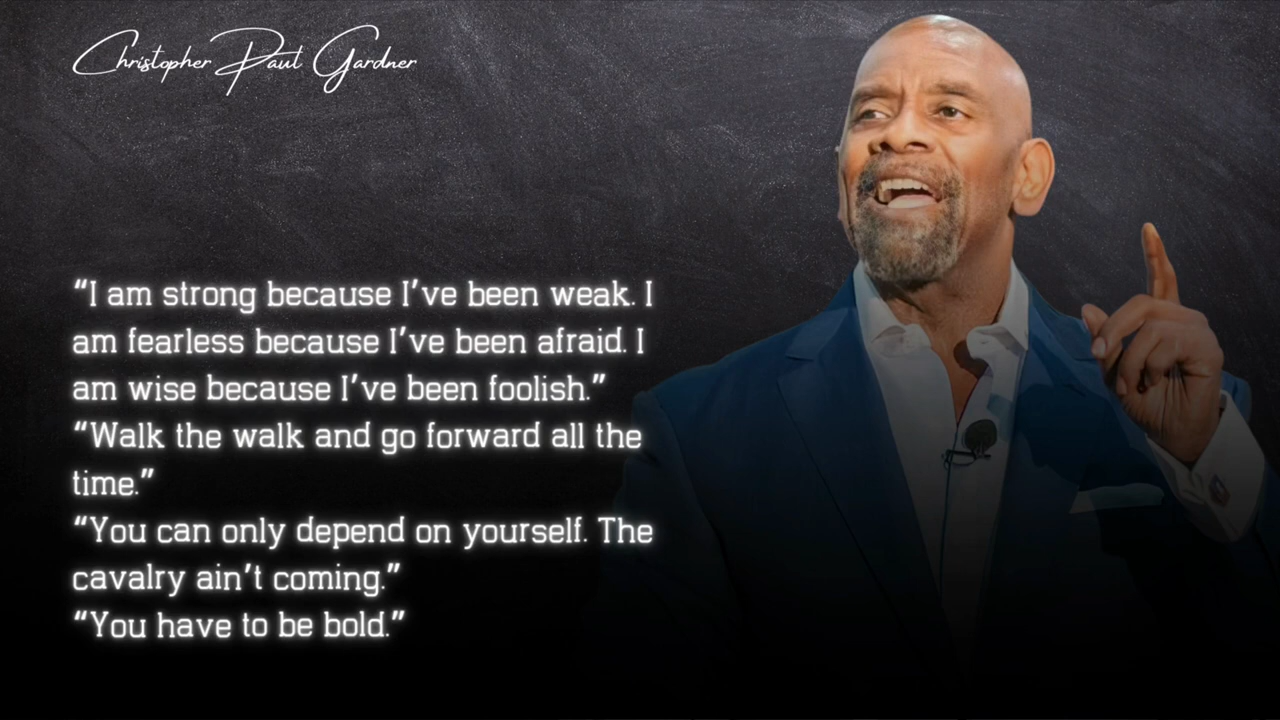 Christopher Paul Gardner
“I am strong because I’ve been weak. I
am fearless because I’ve been afraid. I
am wise because I’ve been foolish.”
“Walk the walk and go forward all the
time.”
“You can only depend on yourself. The
cavalry ain’t coming.”
“You have to be bold.”